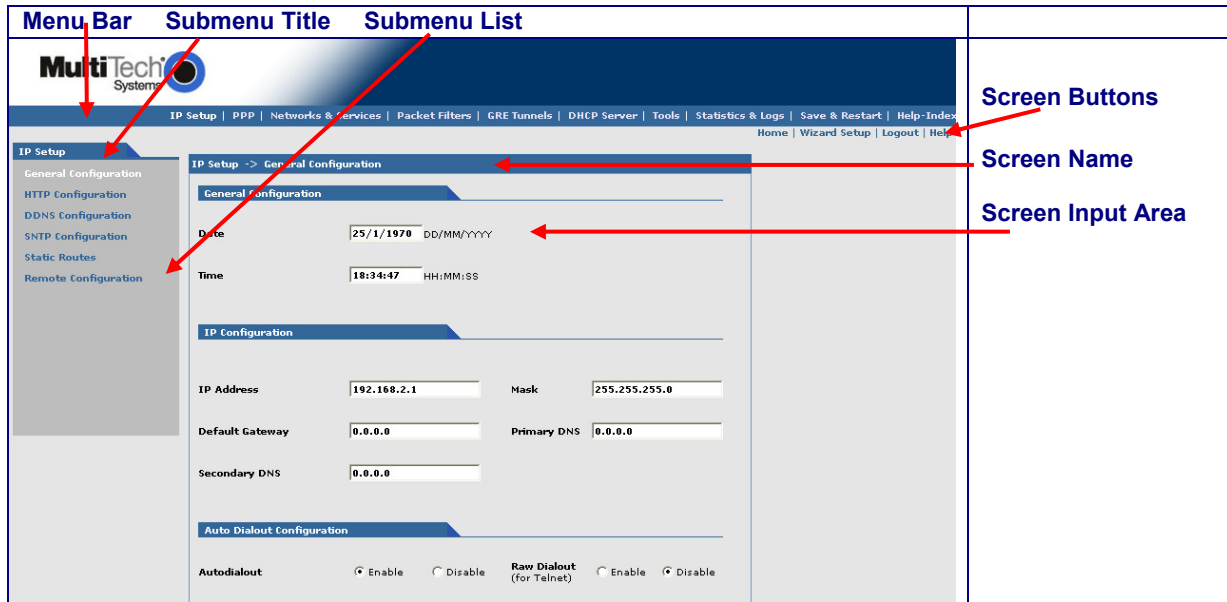 Menu Bar Submenu Title Submenu List
MultiTech
Systems
IP Setup | PPP | Networks & Services | Packet Filters | GRE Tunnels | DHCP Server | Tools | Statistics & Logs | Save & Restart | Help-Index
Home | Wizard Setup | Logout | Help
Screen Buttons
Screen Name
Screen Input Area
IP Setup
General Configuration
HTTP Configuration
DDNS Configuration
SNTP Configuration
Static Routes
Remote Configuration
IP Setup -> General Configuration
General Configuration
Date 25/1/1970 DD/MM/YYYY
Time 18:34:47 HH:MM:SS
IP Configuration
IP Address 192.168.2.1 Mask 255.255.255.0
Default Gateway 0.0.0.0 Primary DNS 0.0.0.0
Secondary DNS 0.0.0.0
Auto Dialout Configuration
Autodialout Enable Disable Raw Dialout (for Telnet) Enable Disable